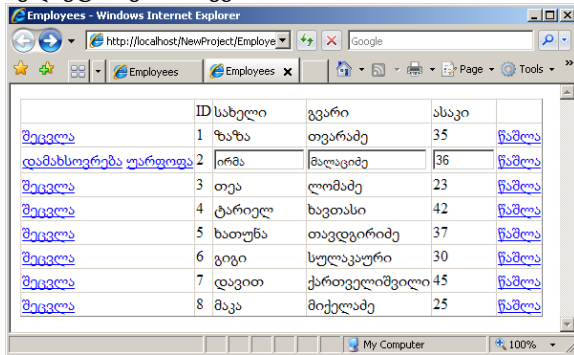 Employees - Windows Internet Explorer
http://localhost/NewProject/Employe Google
Employees Employees Page Tools
ID სახელი გვარი ასაკი
შეცვლა 1 ზაზა თვარაძე 35 წაშლა
დამახსოვრება უარფოფა 2 ირმა მალაციძე 36 წაშლა
შეცვლა 3 თეა ლომაძე 23 წაშლა
შეცვლა 4 ტარიელ ხავთასი 42 წაშლა
შეცვლა 5 ხათუნა თავდგირიძე 37 წაშლა
შეცვლა 6 გიგი სულაკაური 30 წაშლა
შეცვლა 7 დავით ქართველიშვილი 45 წაშლა
შეცვლა 8 მაკა მიქელაძე 25 წაშლა
My Computer 100%